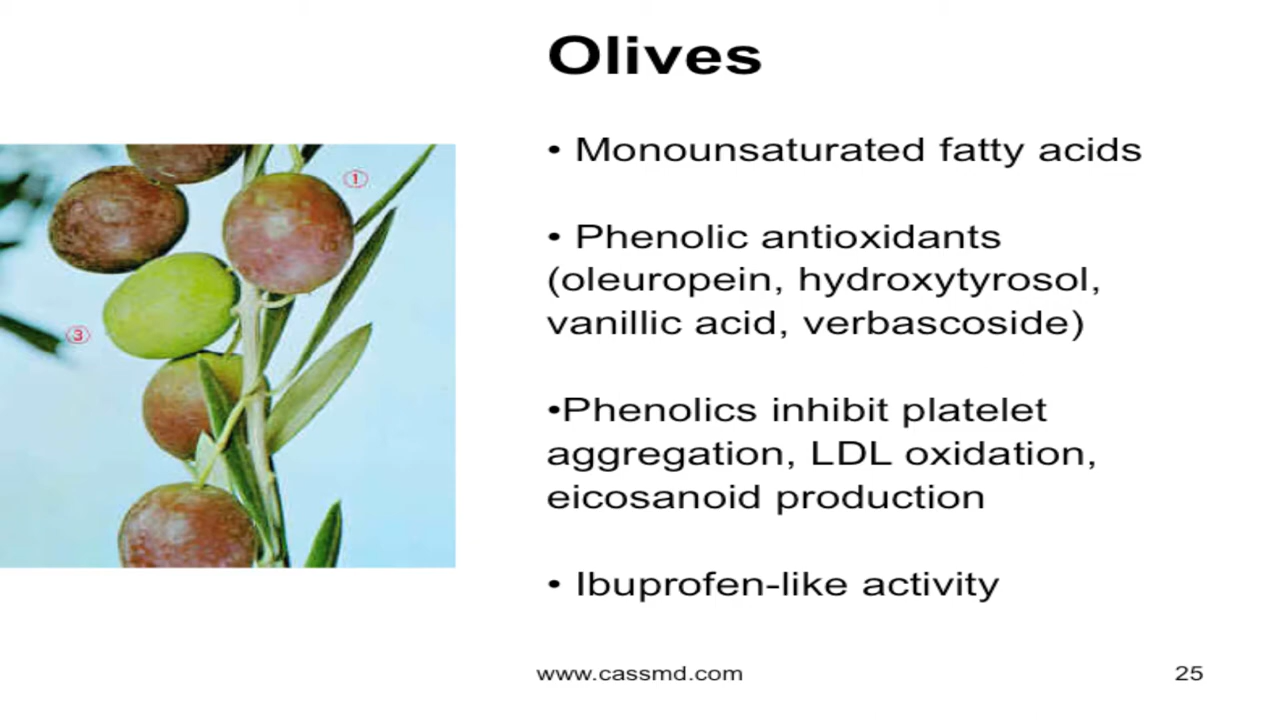 Olives
• Monounsaturated fatty acids
• Phenolic antioxidants
(oleuropein, hydroxytyrosol,
vanillic acid, verbascoside)
•Phenolics inhibit platelet
aggregation, LDL oxidation,
eicosanoid production
• Ibuprofen-like activity
①
③
www.cassmd.com
25